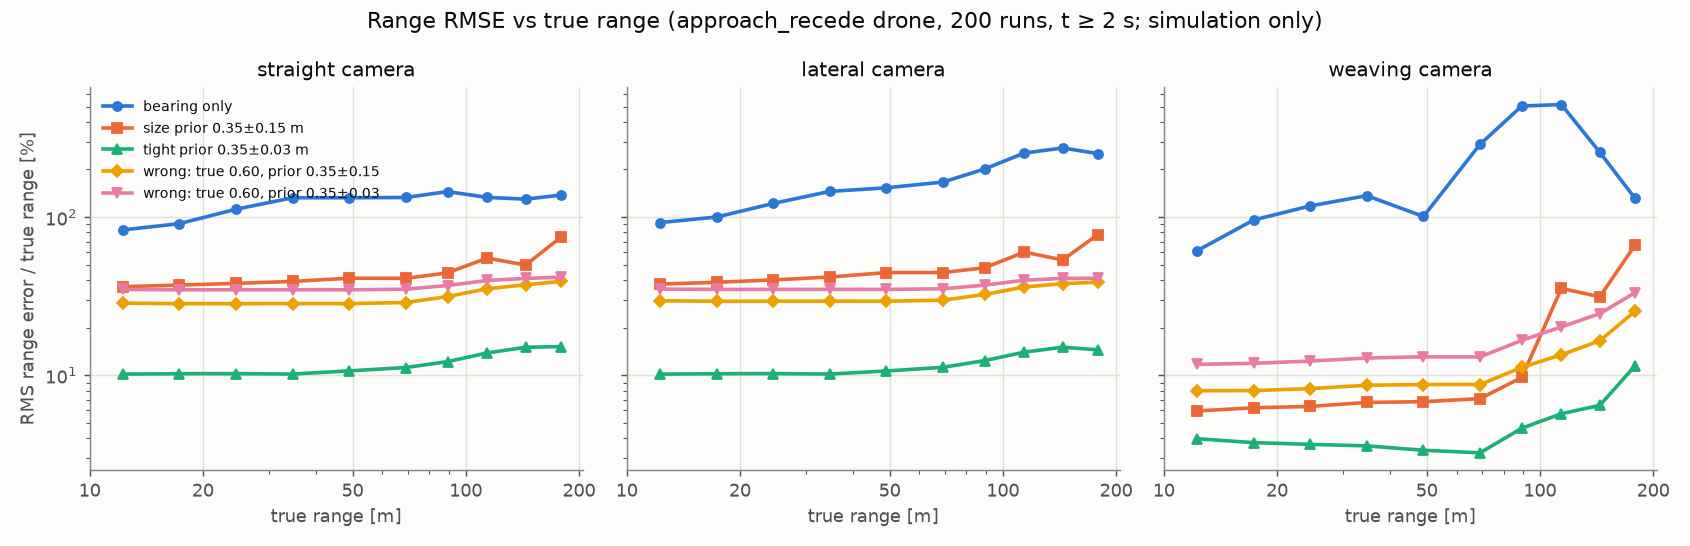 Range RMSE vs true range (approach_recede drone, 200 runs, t ≥ 2 s; simulation only)
straight camera
lateral camera
weaving camera
RMS range error / true range [%]
10²
10¹
bearing only
size prior 0.35±0.15 m
tight prior 0.35±0.03 m
wrong: true 0.60, prior 0.35±0.15
wrong: true 0.60, prior 0.35±0.03
10 20 50 100 200
10 20 50 100 200
10 20 50 100 200
true range [m]
true range [m]
true range [m]